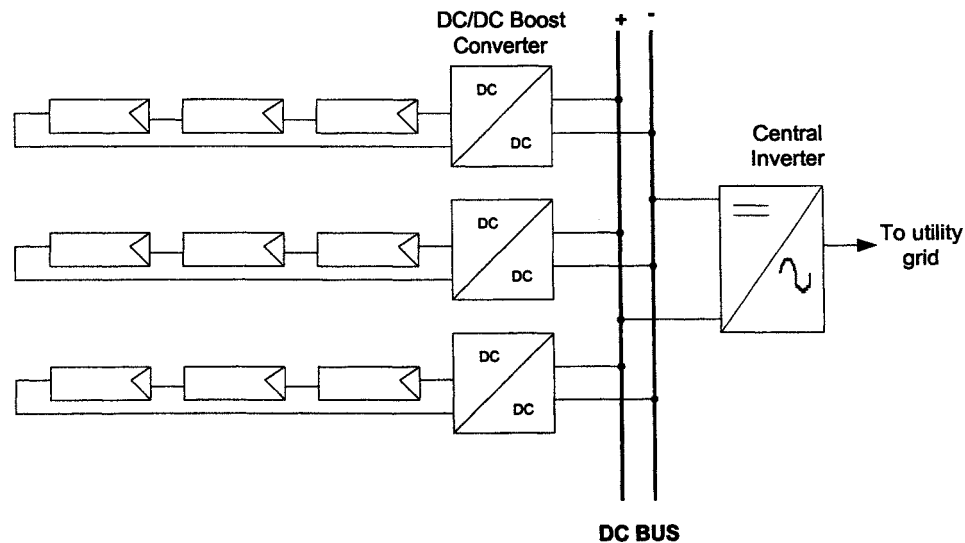 DC/DC Boost
Converter
+ -
DC
DC
Central
Inverter
DC
DC
To utility
grid
DC
DC
DC BUS